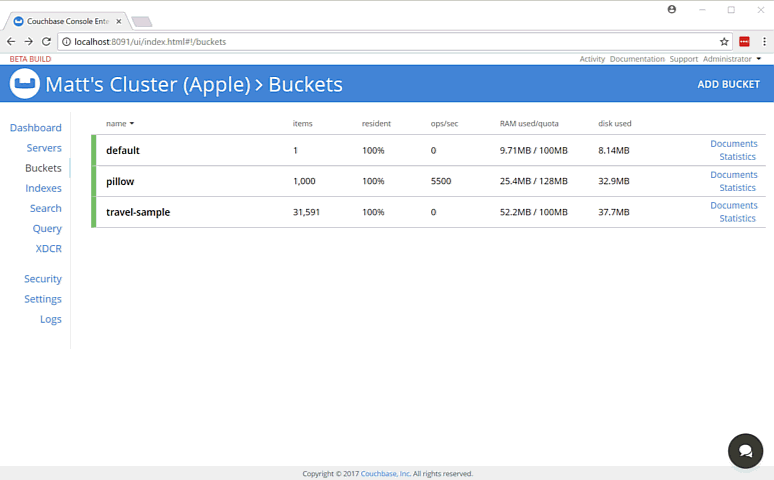 Couchbase Console Ente
localhost:8091/ui/index.html#!/buckets
BETA BUILD
Activity Documentation Support Administrator
Matt's Cluster (Apple) > Buckets
ADD BUCKET
Dashboard
Servers
Buckets
Indexes
Search
Query
XDCR
Security
Settings
Logs
name items resident ops/sec RAM used/quota disk used
default 1 100% 0 9.71MB / 100MB 8.14MB Documents
Statistics
pillow 1,000 100% 5500 25.4MB / 128MB 32.9MB Documents
Statistics
travel-sample 31,591 100% 0 52.2MB / 100MB 37.7MB Documents
Statistics
Copyright © 2017 Couchbase, Inc. All rights reserved.